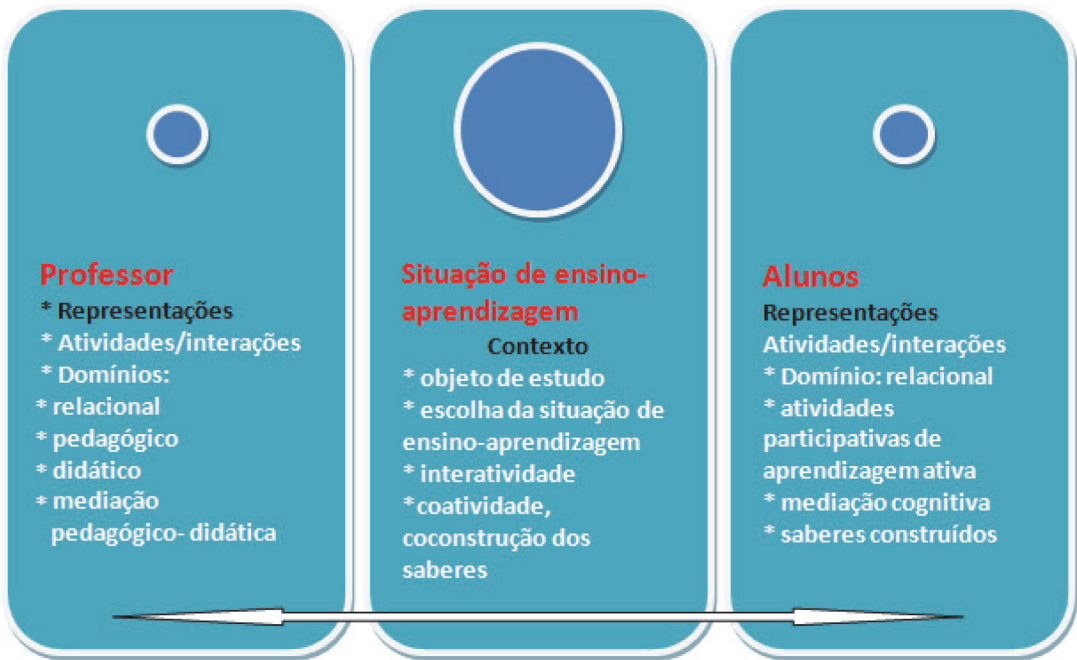 Professor
* Representações
* Atividades/interações
* Domínios:
* relacional
* pedagógico
* didático
* mediação
pedagógico- didática
Situação de ensino-
aprendizagem
Contexto
* objeto de estudo
* escolha da situação de
ensino-aprendizagem
* interatividade
*coatividade,
coconstrução dos
saberes
Alunos
Representações
Atividades/interações
* Domínio: relacional
* atividades
participativas de
aprendizagem ativa
* mediação cognitiva
* saberes construídos